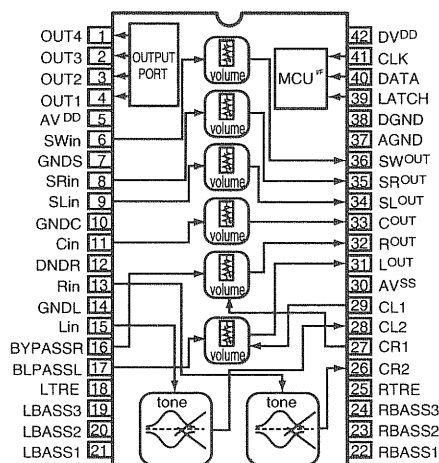 OUT4 1
OUT3 2
OUT2 3
OUT1 4
AVDD 5
SWin 6
GNDS 7
SRin 8
SLin 9
GNDC 10
Cin 11
DNDR 12
Rin 13
GNDL 14
Lin 15
BYPASSR 16
BLPASSL 17
LTRE 18
LBASS3 19
LBASS2 20
LBASS1 21
OUTPUT
PORT
volume
volume
volume
volume
volume
volume
tone
tone
MCU I/F
42 DVDD
41 CLK
40 DATA
39 LATCH
38 DGND
37 AGND
36 SWOUT
35 SROUT
34 SLOUT
33 COUT
32 ROUT
31 LOUT
30 AVSS
29 CL1
28 CL2
27 CR1
26 CR2
25 RTRE
24 RBASS3
23 RBASS2
22 RBASS1